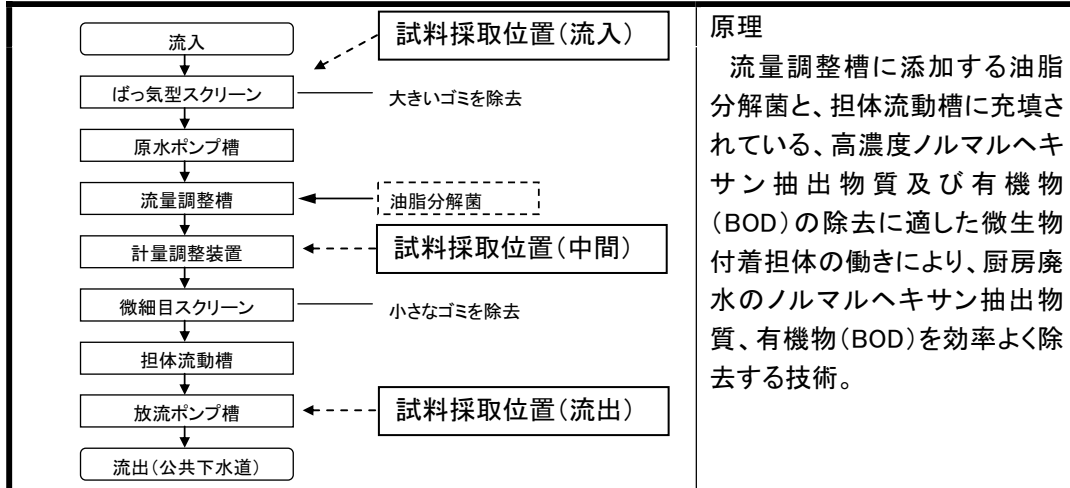 流入
試料採取位置（流入）
ばっ気型スクリーン
大きいゴミを除去
原水ポンプ槽
流量調整槽
油脂分解菌
計量調整装置
試料採取位置（中間）
微細目スクリーン
小さなゴミを除去
担体流動槽
放流ポンプ槽
試料採取位置（流出）
流出（公共下水道）
原理
流量調整槽に添加する油脂
分解菌と、担体流動槽に充填さ
れている、高濃度ノルマルヘキ
サン抽出物質及び有機物
（BOD）の除去に適した微生物
付着担体の働きにより、厨房廃
水のノルマルヘキサン抽出物
質、有機物（BOD）を効率よく除
去する技術。